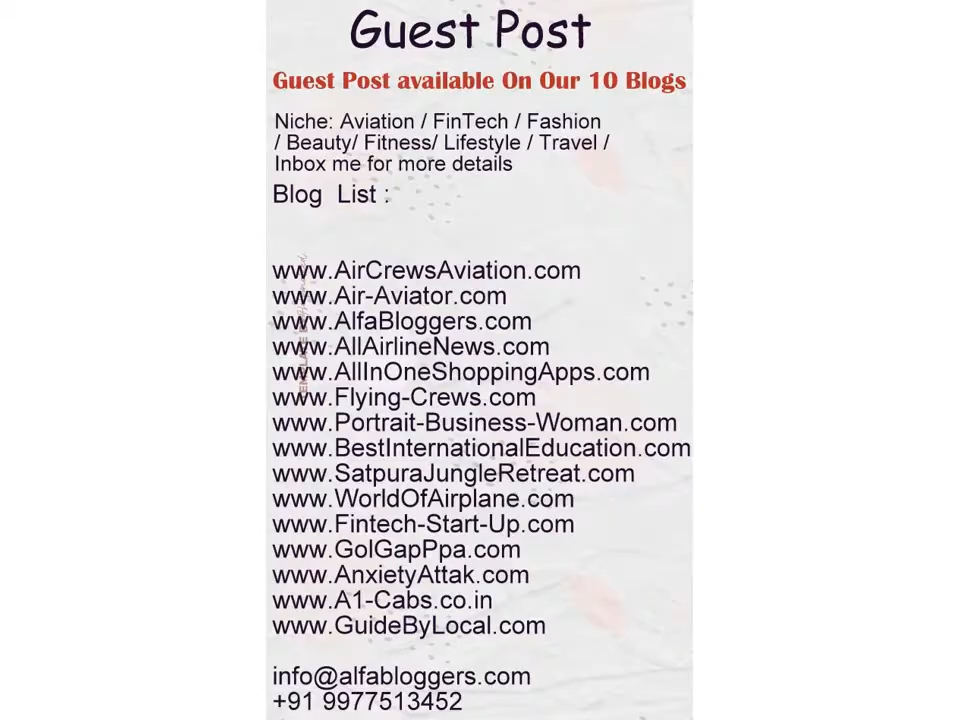 Guest Post
Guest Post available On Our 10 Blogs
Niche: Aviation / FinTech / Fashion
/ Beauty/ Fitness/ Lifestyle / Travel /
Inbox me for more details
Blog List :
www.AirCrewsAviation.com
www.Air-Aviator.com
www.AlfaBloggers.com
www.AllAirlineNews.com
www.AllInOneShoppingApps.com
www.Flying-Crews.com
www.Portrait-Business-Woman.com
www.BestInternationalEducation.com
www.SatpuraJungleRetreat.com
www.WorldOfAirplane.com
www.Fintech-Start-Up.com
www.GolGapPpa.com
www.AnxietyAttak.com
www.A1-Cabs.co.in
www.GuideByLocal.com
info@alfabloggers.com
+91 9977513452